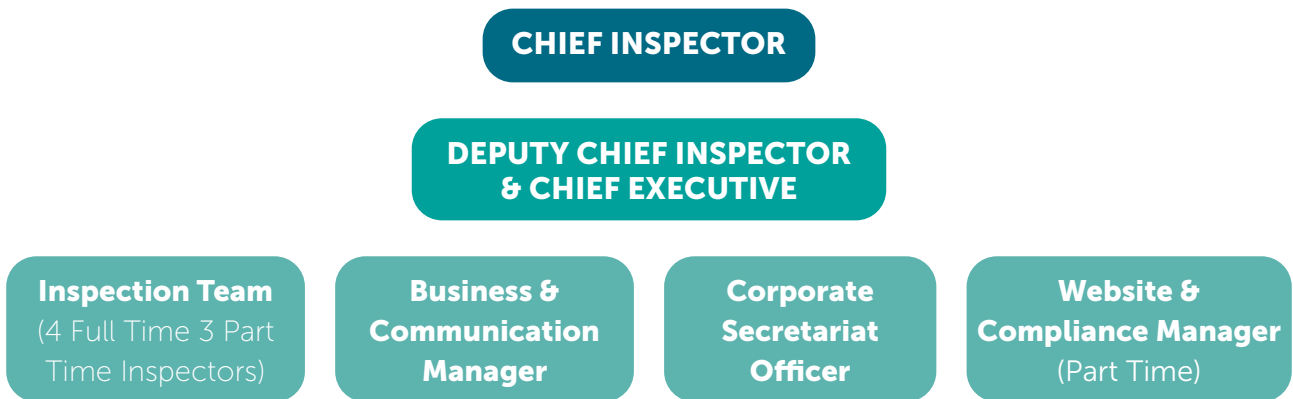 CHIEF INSPECTOR
DEPUTY CHIEF INSPECTOR
& CHIEF EXECUTIVE
Inspection Team
(4 Full Time 3 Part
Time Inspectors)
Business &
Communication
Manager
Corporate
Secretariat
Officer
Website &
Compliance Manager
(Part Time)